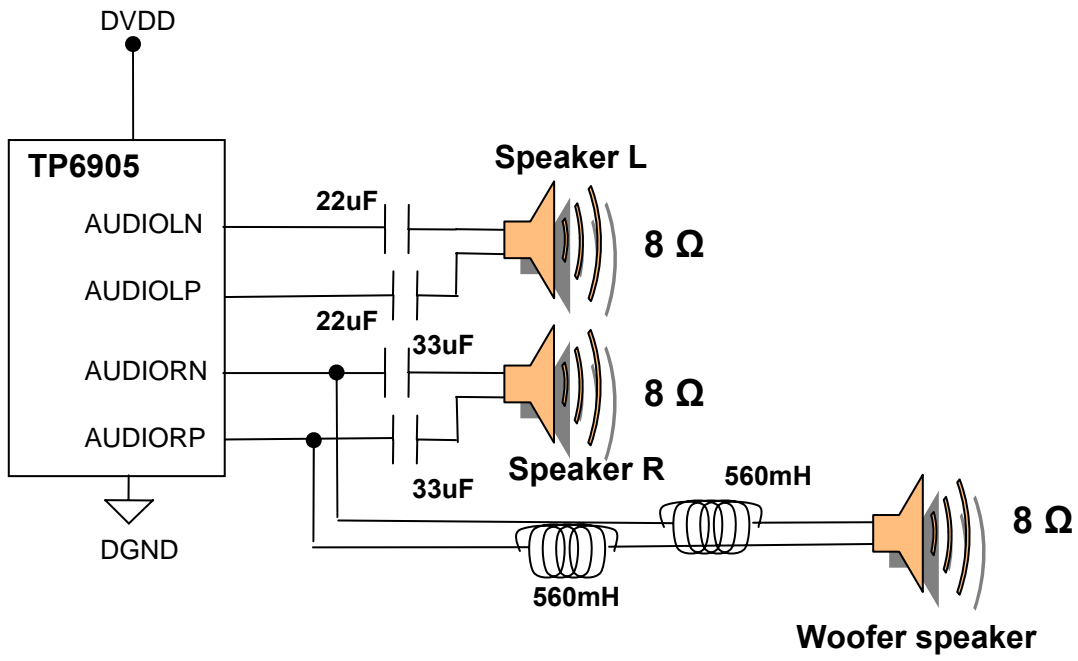 DVDD
TP6905
Speaker L
22uF
AUDIOLN
8 Ω
AUDIOLP
22uF
33uF
AUDIORN
8 Ω
AUDIORP
Speaker R
33uF
560mH
DGND
8 Ω
560mH
Woofer speaker